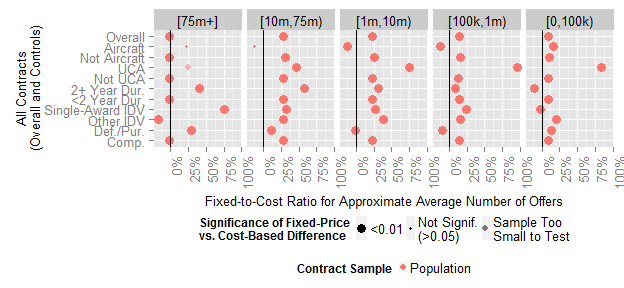 [75m+] [10m,75m) [1m,10m) [100k,1m) [0,100k)
All Contracts
(Overall and Controls)
Overall
Aircraft
Not Aircraft
UCA
Not UCA
2+ Year Dur.
<2 Year Dur.
Single-Award IDV
Other IDV
Def./Pur.
Comp.
0% 25% 50% 75% 100% 0% 25% 50% 75% 100% 0% 25% 50% 75% 100% 0% 25% 50% 75% 100% 0% 25% 50% 75% 100%
Fixed-to-Cost Ratio for Approximate Average Number of Offers
Significance of Fixed-Price
vs. Cost-Based Difference
<0.01
Not Signif.
(>0.05)
Sample Too
Small to Test
Contract Sample
Population